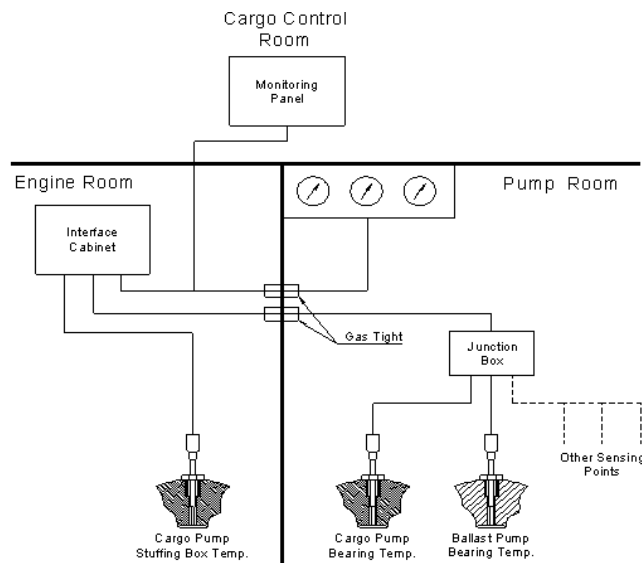 Cargo Control
Room
Monitoring
Panel
Engine Room
Pump Room
Interface
Cabinet
Gas Tight
Junction
Box
Other Sensing
Points
Cargo Pump
Stuffing Box Temp.
Cargo Pump
Bearing Temp.
Ballast Pump
Bearing Temp.